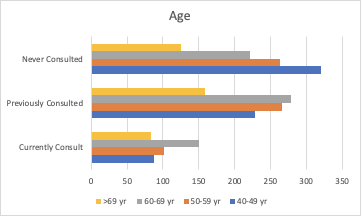 Age
Never Consulted
Previously Consulted
Currently Consult
0 50 100 150 200 250 300 350
>69 yr 60-69 yr 50-59 yr 40-49 yr